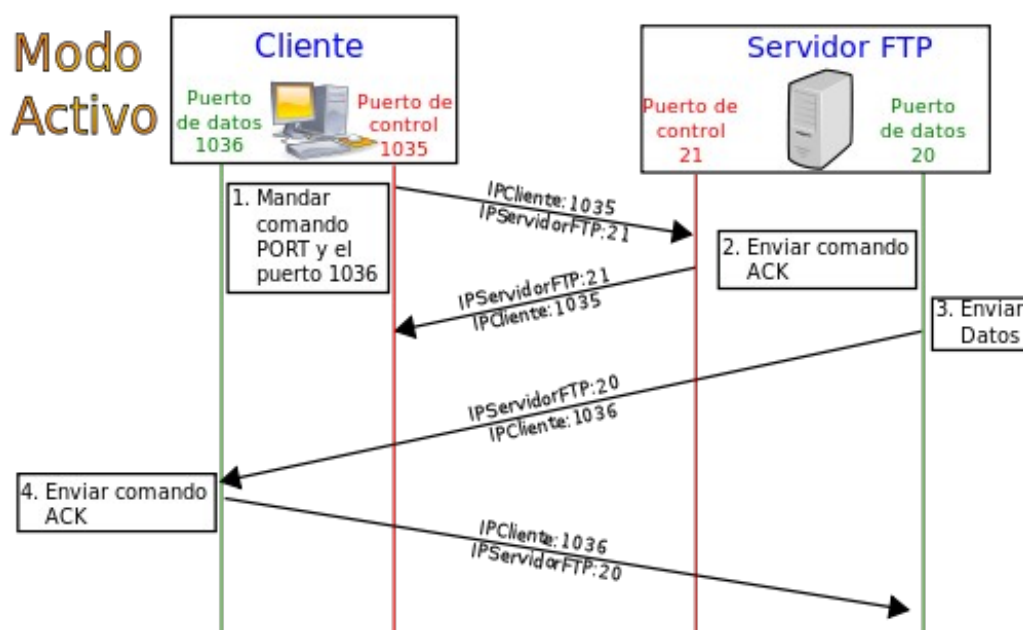 Modo
Activo
Cliente
Puerto
de datos
1036
Puerto de
control
1035
Servidor FTP
Puerto de
control
21
Puerto
de datos
20
1. Mandar
comando
PORT y el
puerto 1036
IPCliente:1035
IPServidorFTP:21
2. Enviar comando
ACK
IPServidorFTP:21
IPCliente:1035
3. Enviar
Datos
IPServidorFTP:20
IPCliente:1036
4. Enviar comando
ACK
IPCliente:1036
IPServidorFTP:20